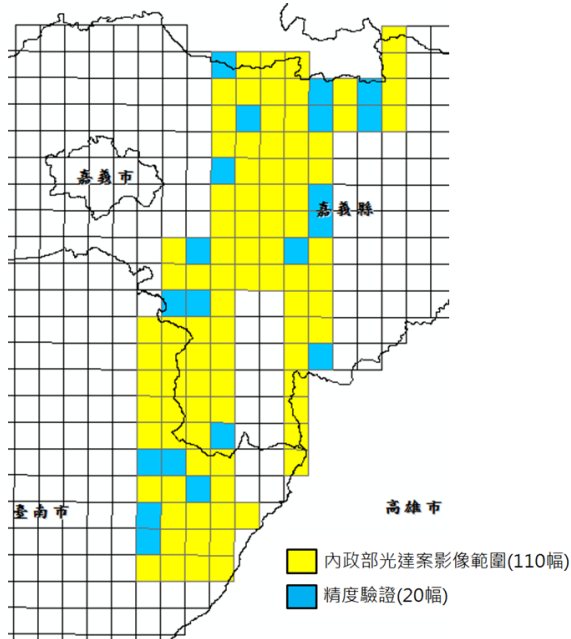 嘉義市
嘉義縣
臺南市
高雄市
內政部光達案影像範圍(110幅)
精度驗證(20幅)